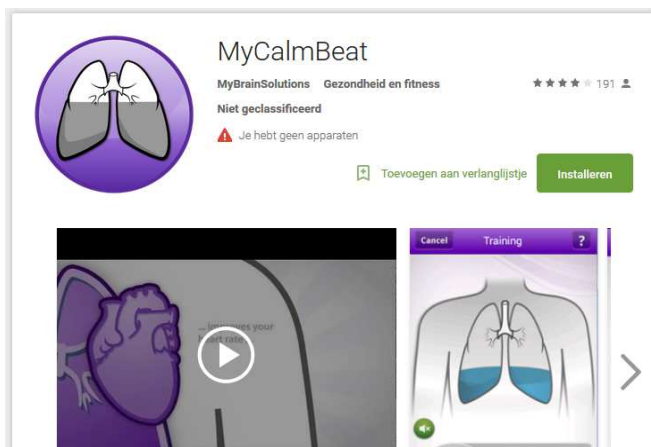 MyCalmBeat
MyBrainSolutions Gezondheid en fitness 191
Niet geclassificeerd
Je hebt geen apparaten
Toevoegen aan verlanglijstje Installeren
Cancel Training ?
... improves your
heart rate